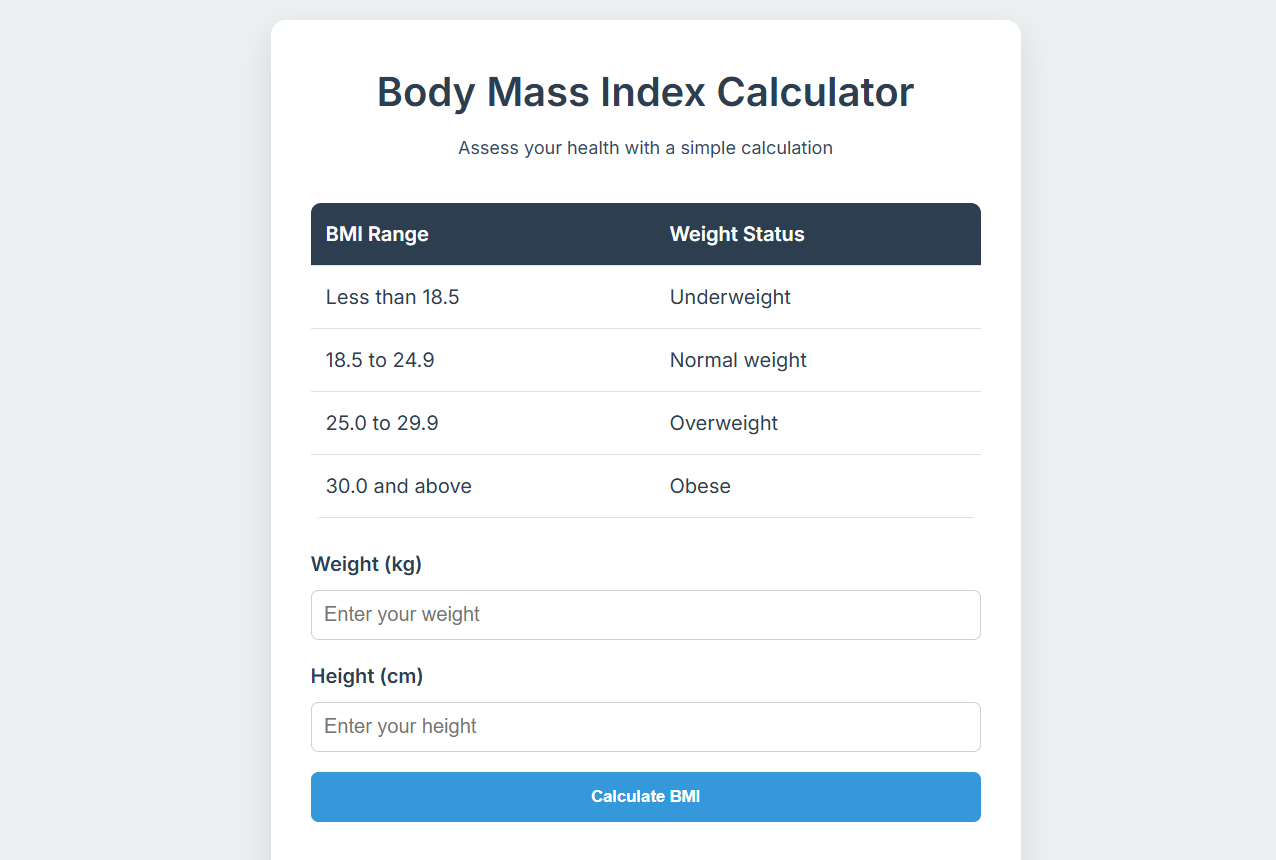 Body Mass Index Calculator
Assess your health with a simple calculation
BMI Range Weight Status
Less than 18.5 Underweight
18.5 to 24.9 Normal weight
25.0 to 29.9 Overweight
30.0 and above Obese
Weight (kg)
Enter your weight
Height (cm)
Enter your height
Calculate BMI